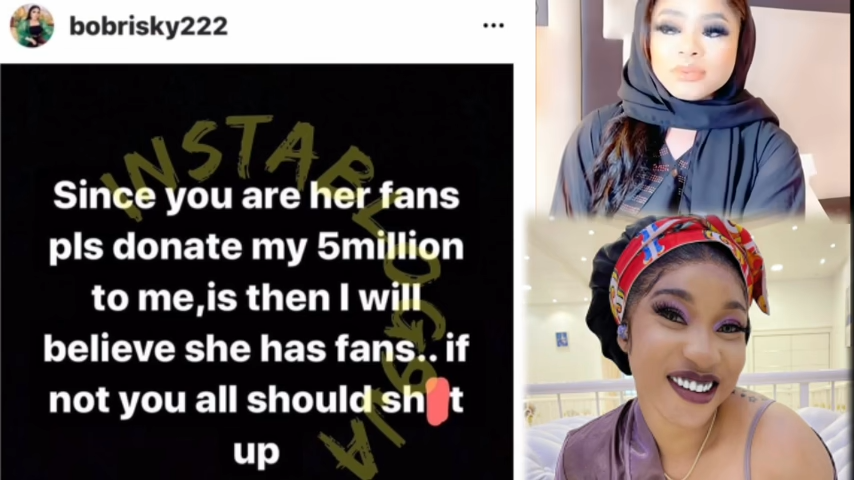 bobrisky222
INSTABLOG9JA
Since you are her fans
pls donate my 5million
to me,is then I will
believe she has fans.. if
not you all should sh t
up